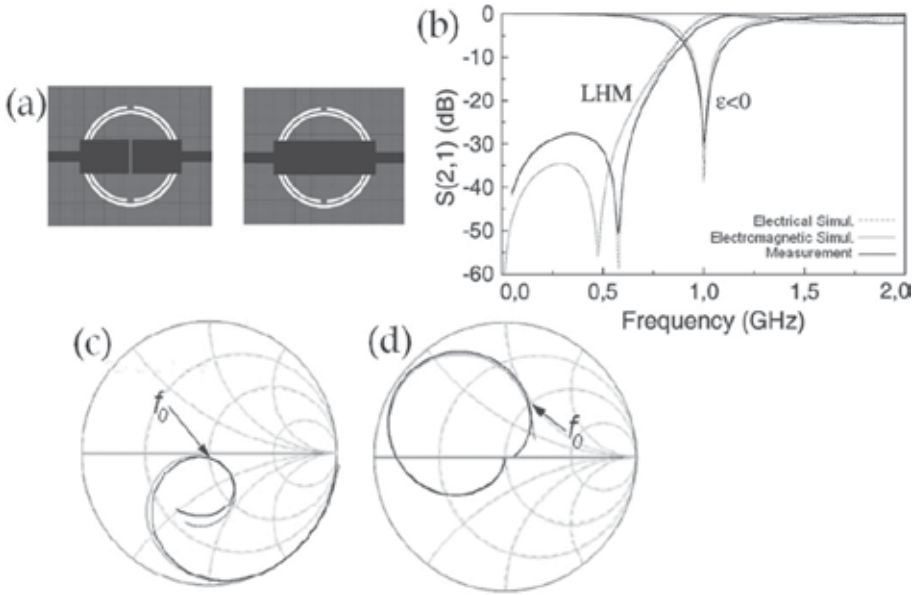 (a)
(b)
S(2,1) (dB)
0
-10
-20
-30
-40
-50
-60
LHM
ε<0
Electrical Simul.
Electromagnetic Simul.
Measurement
0,0 0,5 1,0 1,5 2,0
Frequency (GHz)
(c)
f0
(d)
f0